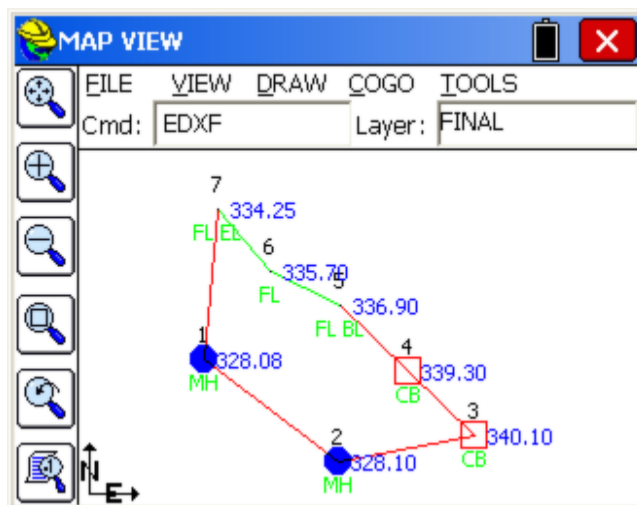 MAP VIEW
FILE VIEW DRAW COGO TOOLS
Cmd: EDXF Layer: FINAL
7
334.25
FL EL
6
335.70
FL
5
336.90
FL BL
4
339.30
CB
1
328.08
MH
3
340.10
CB
2
328.10
MH
N
E